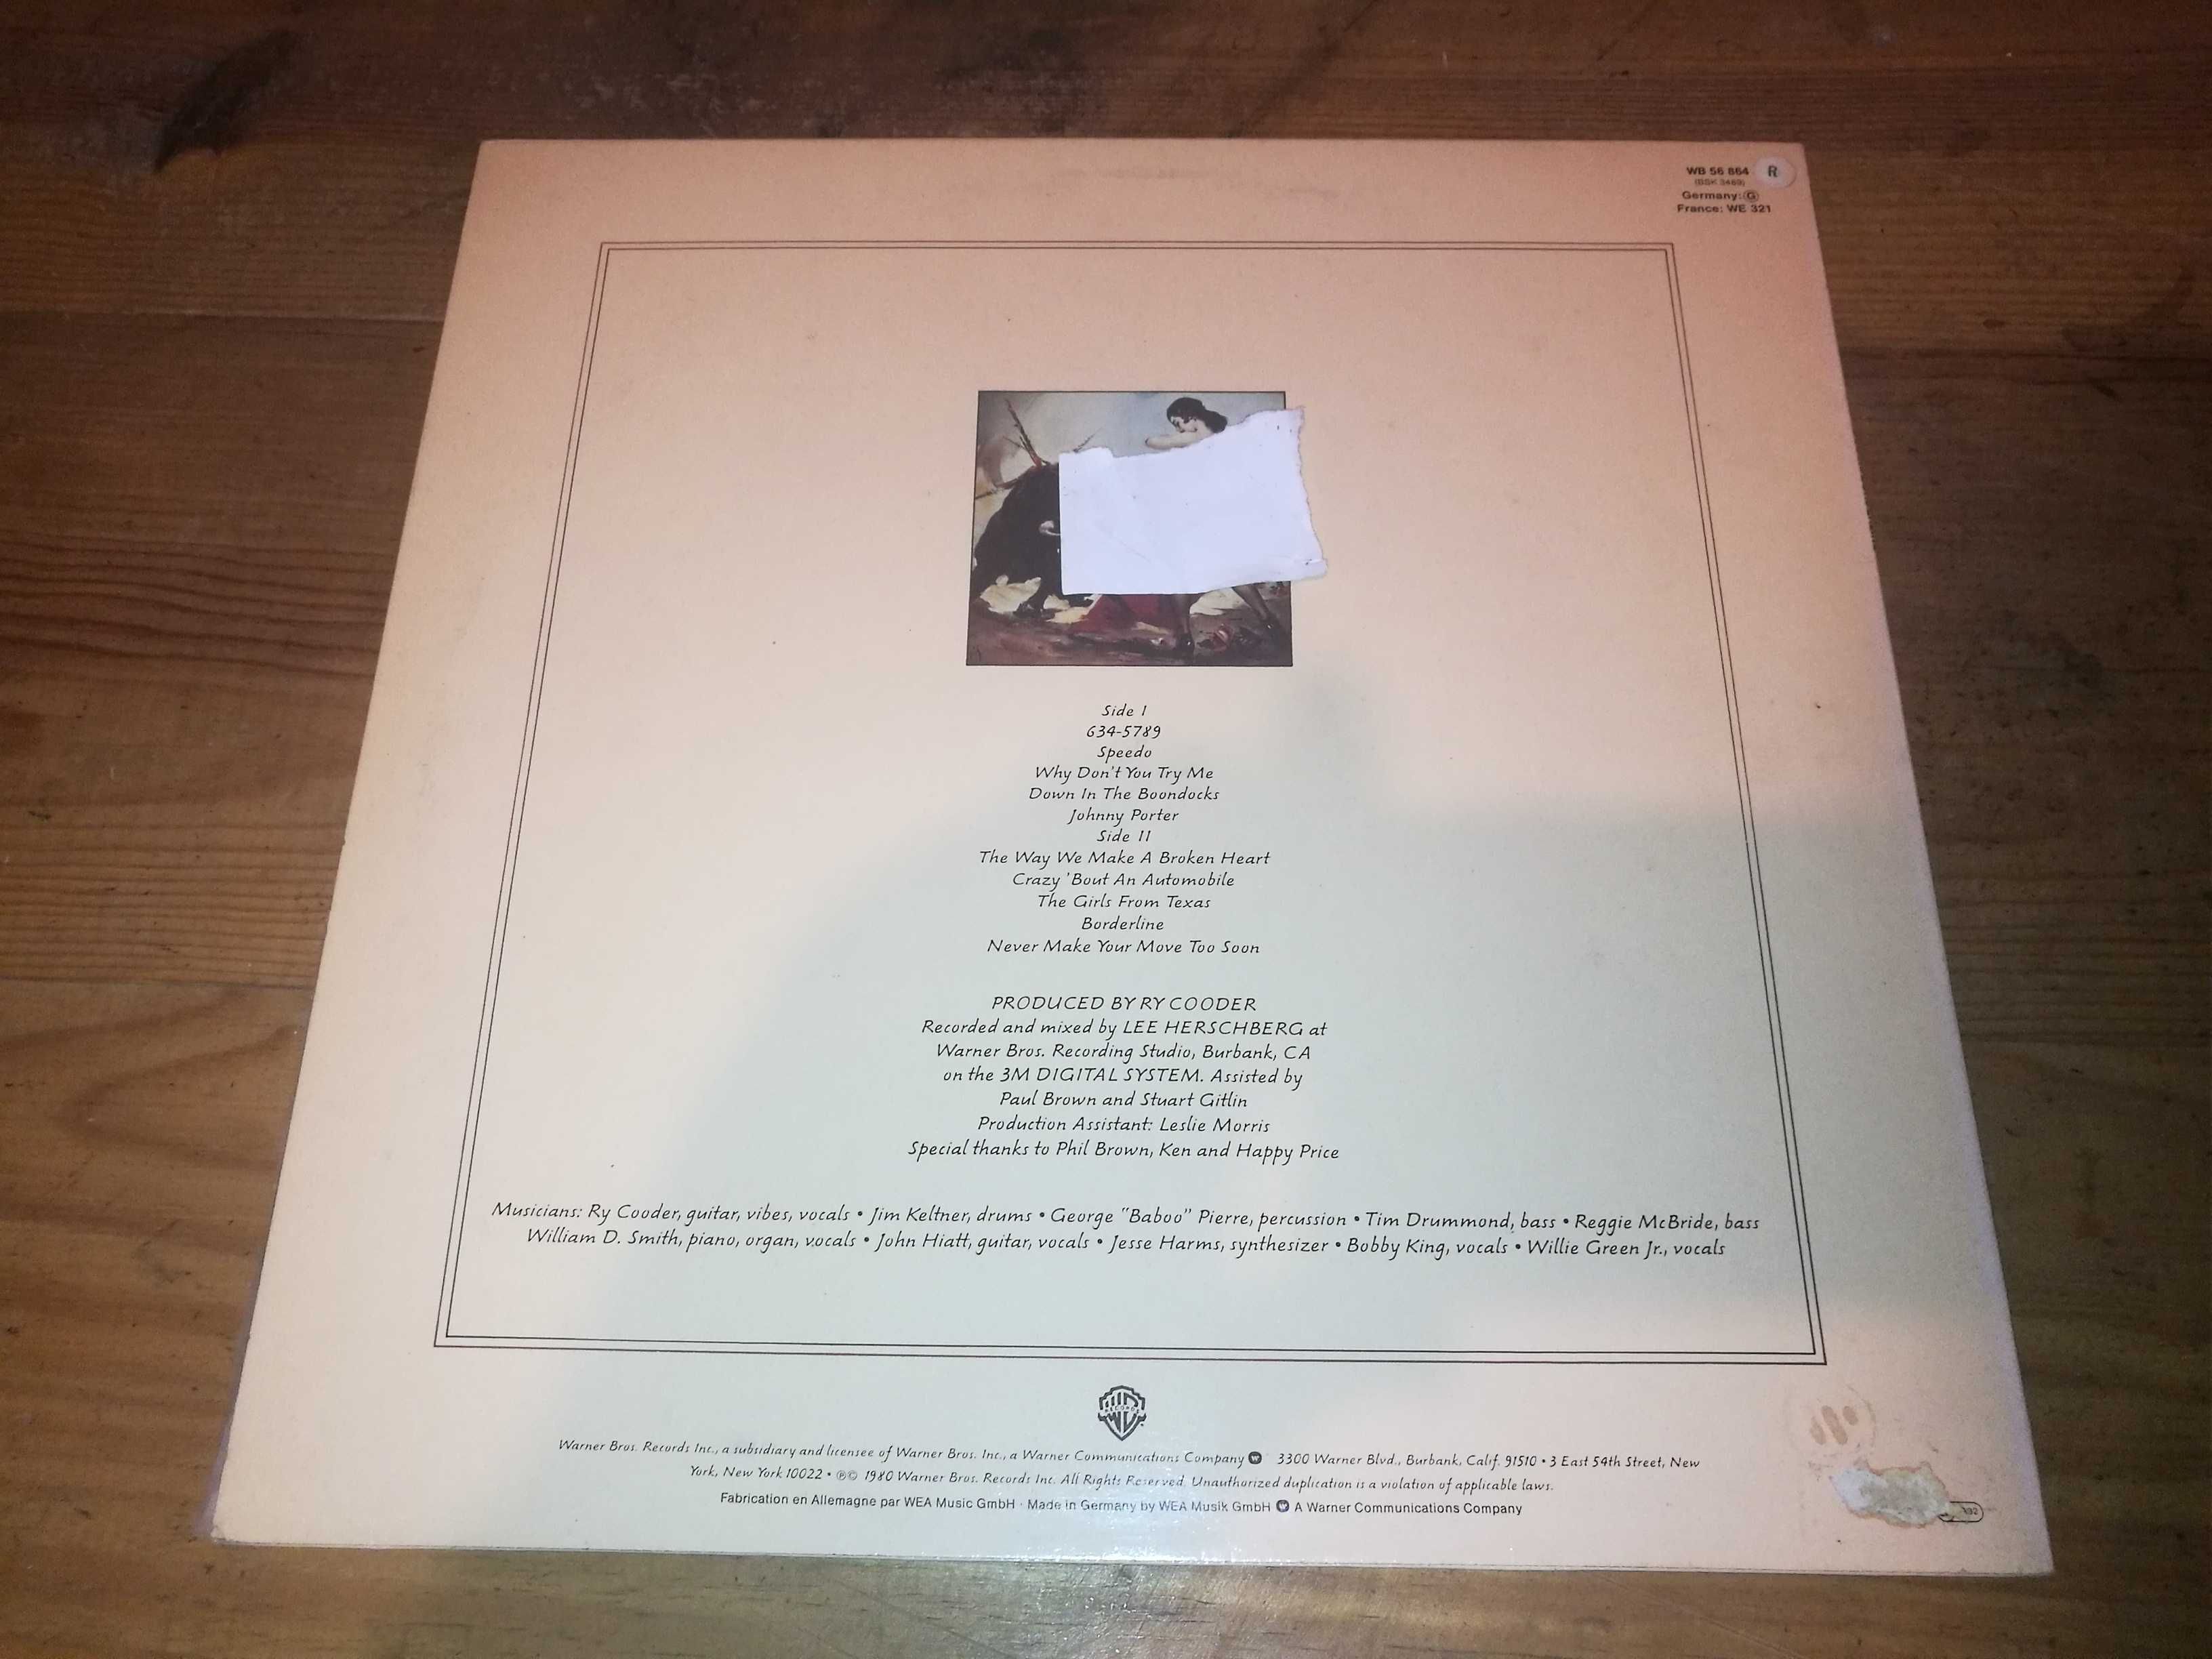 WB 56 864 R
(BSK 3489)
Germany: G
France: WE 321
Side I
634-5789
Speedo
Why Don't You Try Me
Down In The Boondocks
Johnny Porter
Side II
The Way We Make A Broken Heart
Crazy 'Bout An Automobile
The Girls From Texas
Borderline
Never Make Your Move Too Soon
PRODUCED BY RY COODER
Recorded and mixed by LEE HERSCHBERG at
Warner Bros. Recording Studio, Burbank, CA
on the 3M DIGITAL SYSTEM. Assisted by
Paul Brown and Stuart Gitlin
Production Assistant: Leslie Morris
Special thanks to Phil Brown, Ken and Happy Price
Musicians: Ry Cooder, guitar, vibes, vocals • Jim Keltner, drums • George "Baboo" Pierre, percussion • Tim Drummond, bass • Reggie McBride, bass
William D. Smith, piano, organ, vocals • John Hiatt, guitar, vocals • Jesse Harms, synthesizer • Bobby King, vocals • Willie Green Jr., vocals
RECORDS
Warner Bros. Records Inc., a subsidiary and licensee of Warner Bros. Inc., a Warner Communications Company 3300 Warner Blvd., Burbank, Calif. 91510 • 3 East 54th Street, New
York, New York 10022 • ℗© 1980 Warner Bros. Records Inc. All Rights Reserved. Unauthorized duplication is a violation of applicable laws.
Fabrication en Allemagne par WEA Music GmbH · Made in Germany by WEA Musik GmbH A Warner Communications Company